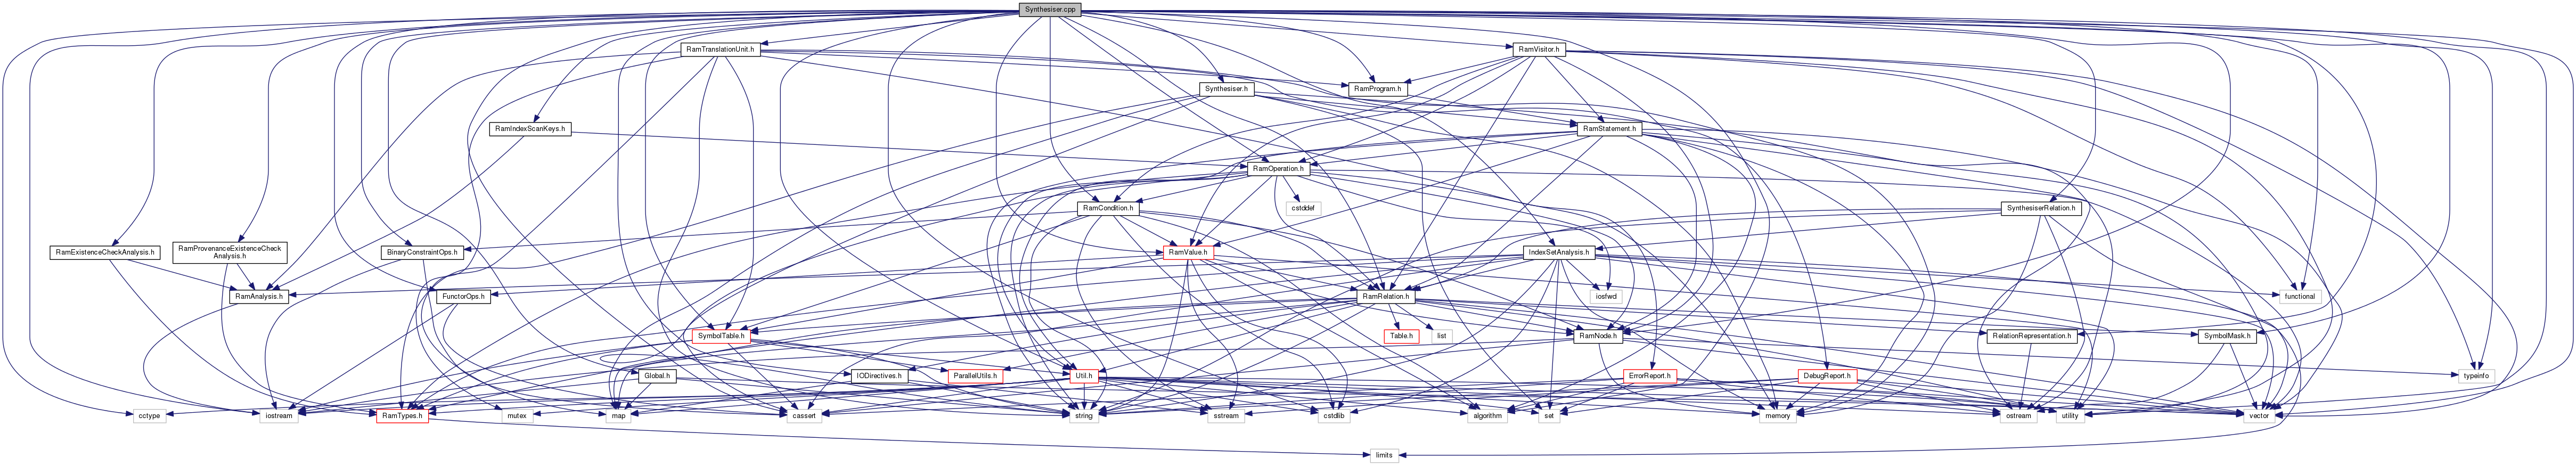 Synthesiser.cpp
RamTranslationUnit.h
RamVisitor.h
Synthesiser.h
RamProgram.h
RamIndexScanKeys.h
RamStatement.h
RamOperation.h
RamCondition.h
cstddef
SynthesiserRelation.h
RamExistenceCheckAnalysis.h
RamProvenanceExistenceCheck
Analysis.h
BinaryConstraintOps.h
RamValue.h
IndexSetAnalysis.h
RamAnalysis.h
FunctorOps.h
RamRelation.h
iosfwd
functional
SymbolTable.h
Table.h
list
RamNode.h
RelationRepresentation.h
SymbolMask.h
Global.h
IODirectives.h
ParallelUtils.h
Util.h
ErrorReport.h
DebugReport.h
typeinfo
cctype
iostream
RamTypes.h
mutex
map
cassert
string
sstream
cstdlib
algorithm
set
memory
ostream
utility
vector
limits